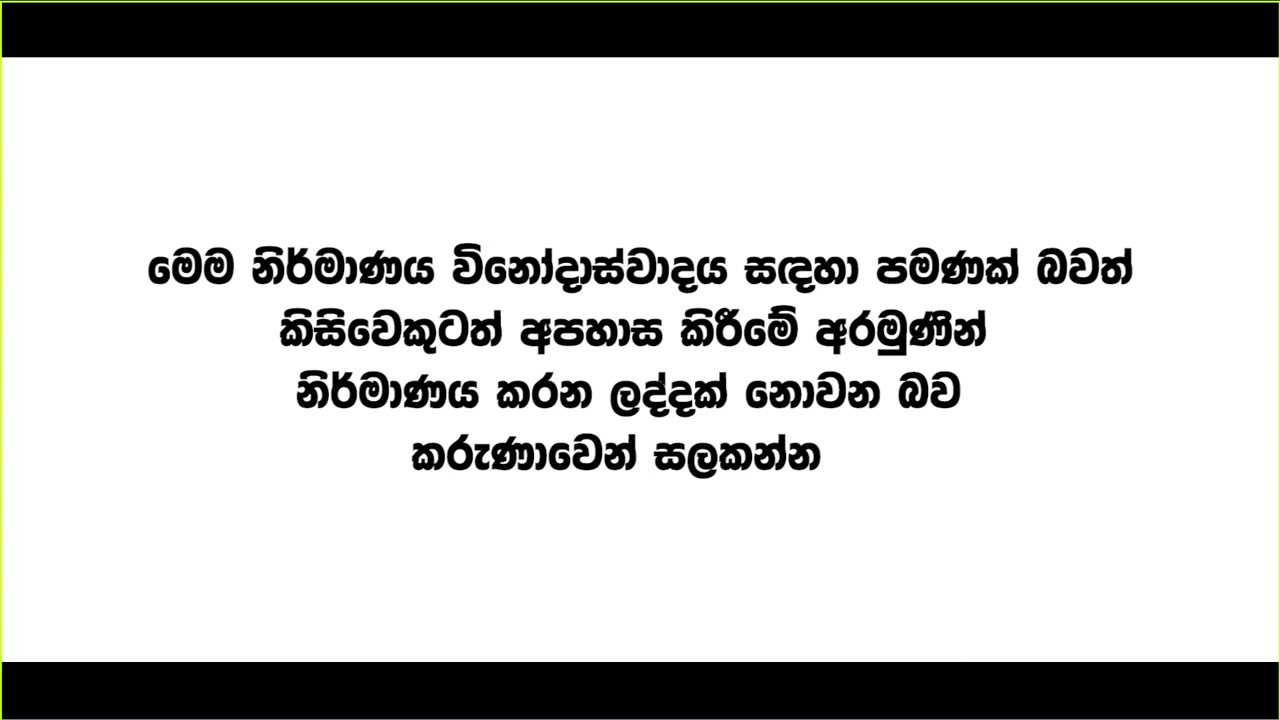 මෙම නිර්මාණය විනෝදාස්වාදය සඳහා පමණක් බවත්
කිසිවෙකුටත් අපහාස කිරීමේ අරමුණින්
නිර්මාණය කරන ලද්දක් නොවන බව
කරුණාවෙන් සලකන්න